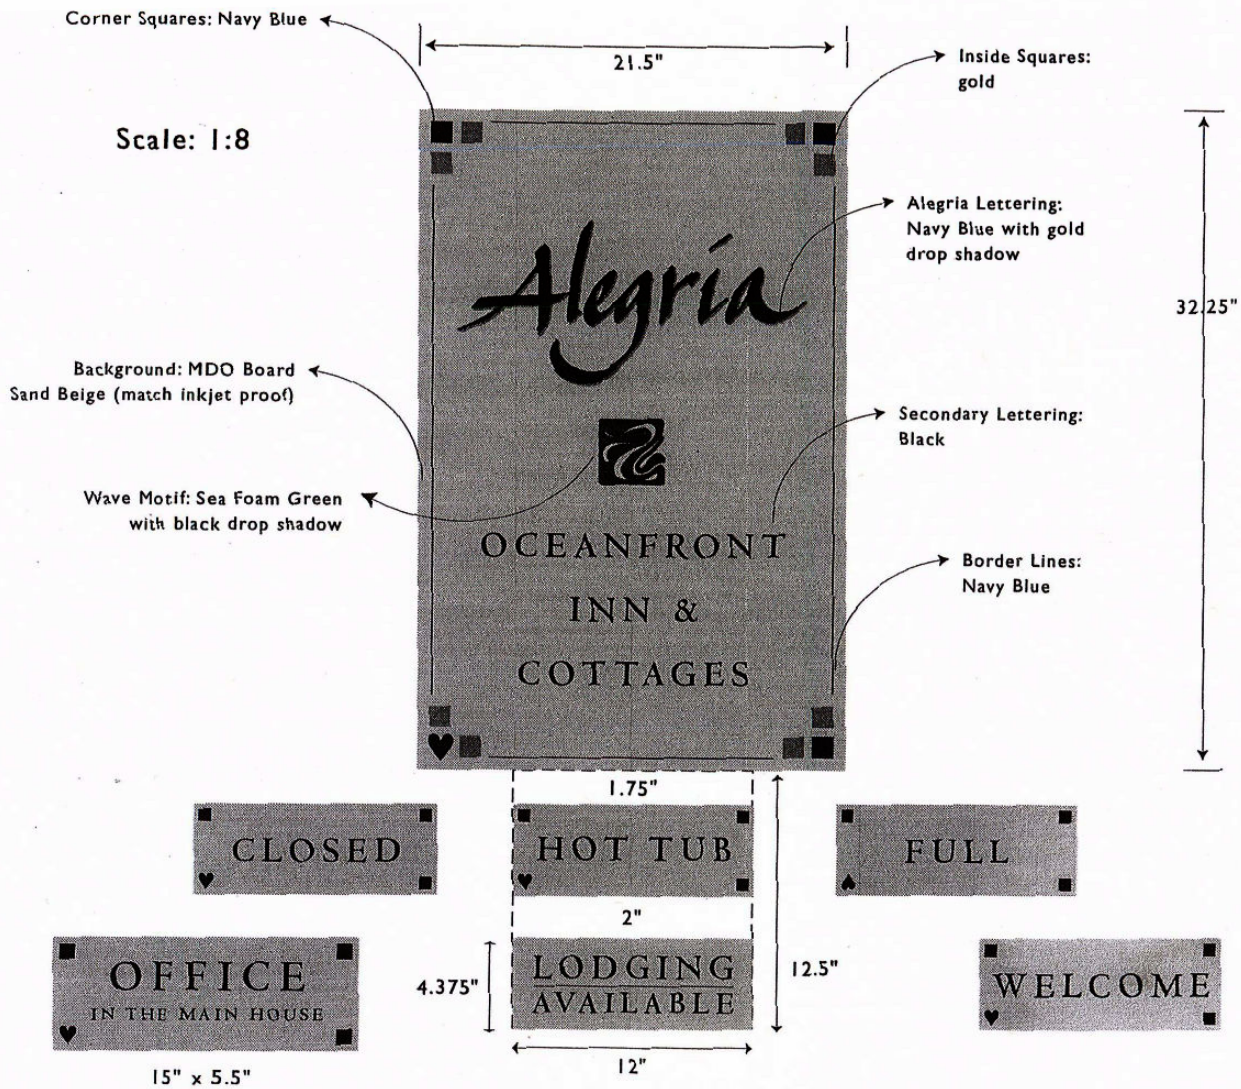 Corner Squares: Navy Blue
21.5"
Inside Squares:
gold
Scale: 1:8
Alegria Lettering:
Navy Blue with gold
drop shadow
Alegría
32.25"
Background: MDO Board
Sand Beige (match inkjet proof)
Secondary Lettering:
Black
Wave Motif: Sea Foam Green
with black drop shadow
OCEANFRONT
INN &
COTTAGES
Border Lines:
Navy Blue
1.75"
CLOSED
HOT TUB
FULL
2"
OFFICE
IN THE MAIN HOUSE
15" x 5.5"
4.375"
LODGING
AVAILABLE
12.5"
12"
WELCOME